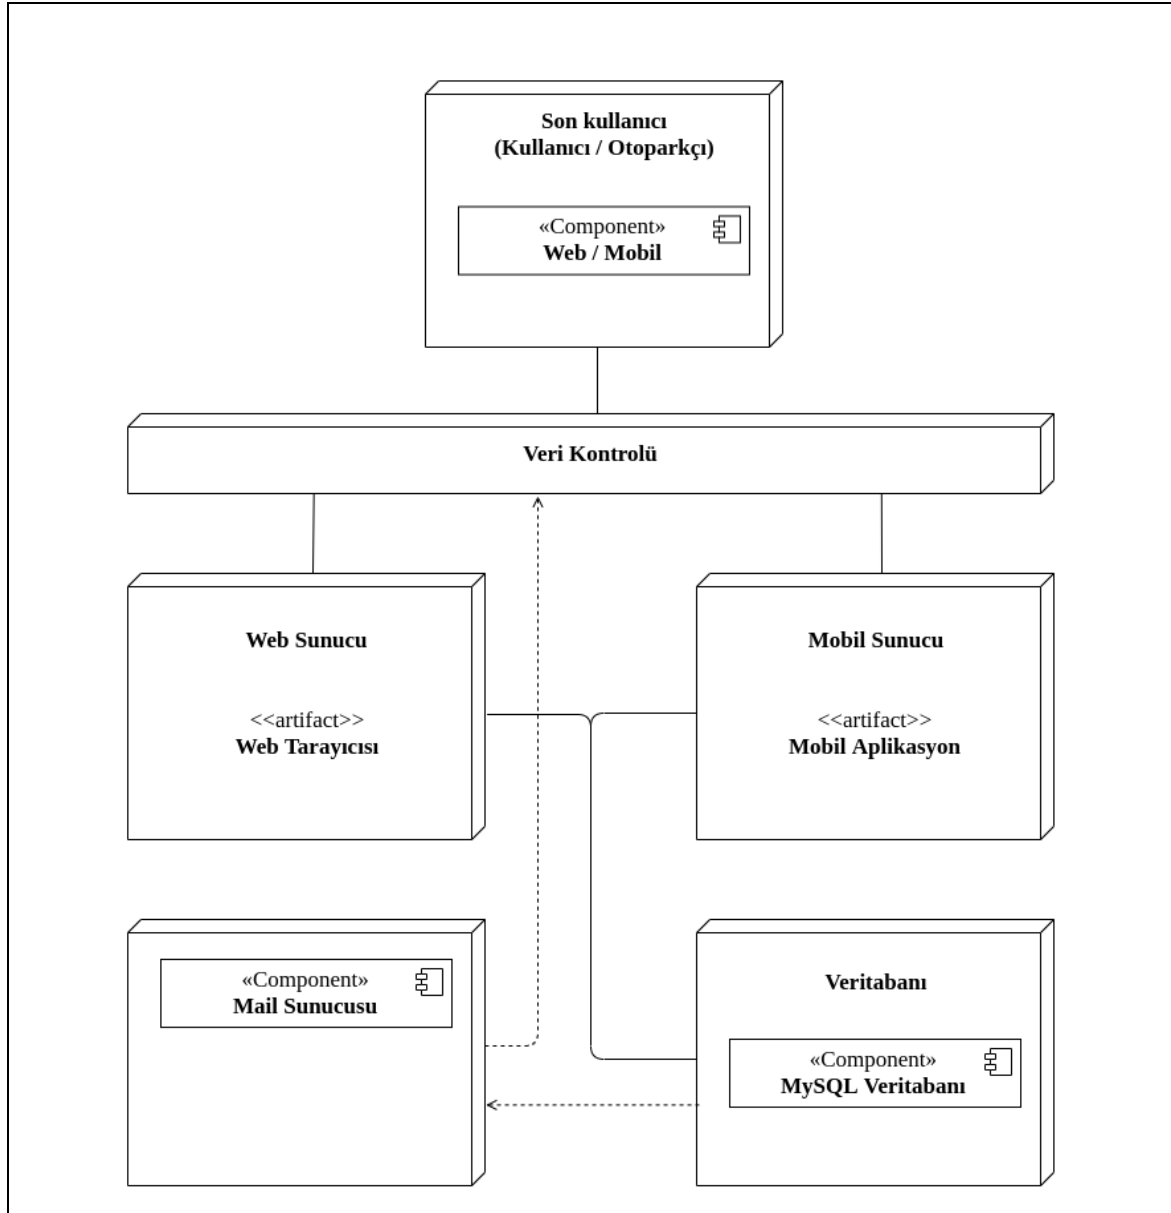 Son kullanıcı
(Kullanıcı / Otoparkçı)
«Component»
Web / Mobil
Veri Kontrolü
Web Sunucu
<<artifact>>
Web Tarayıcısı
Mobil Sunucu
<<artifact>>
Mobil Aplikasyon
«Component»
Mail Sunucusu
Veritabanı
«Component»
MySQL Veritabanı